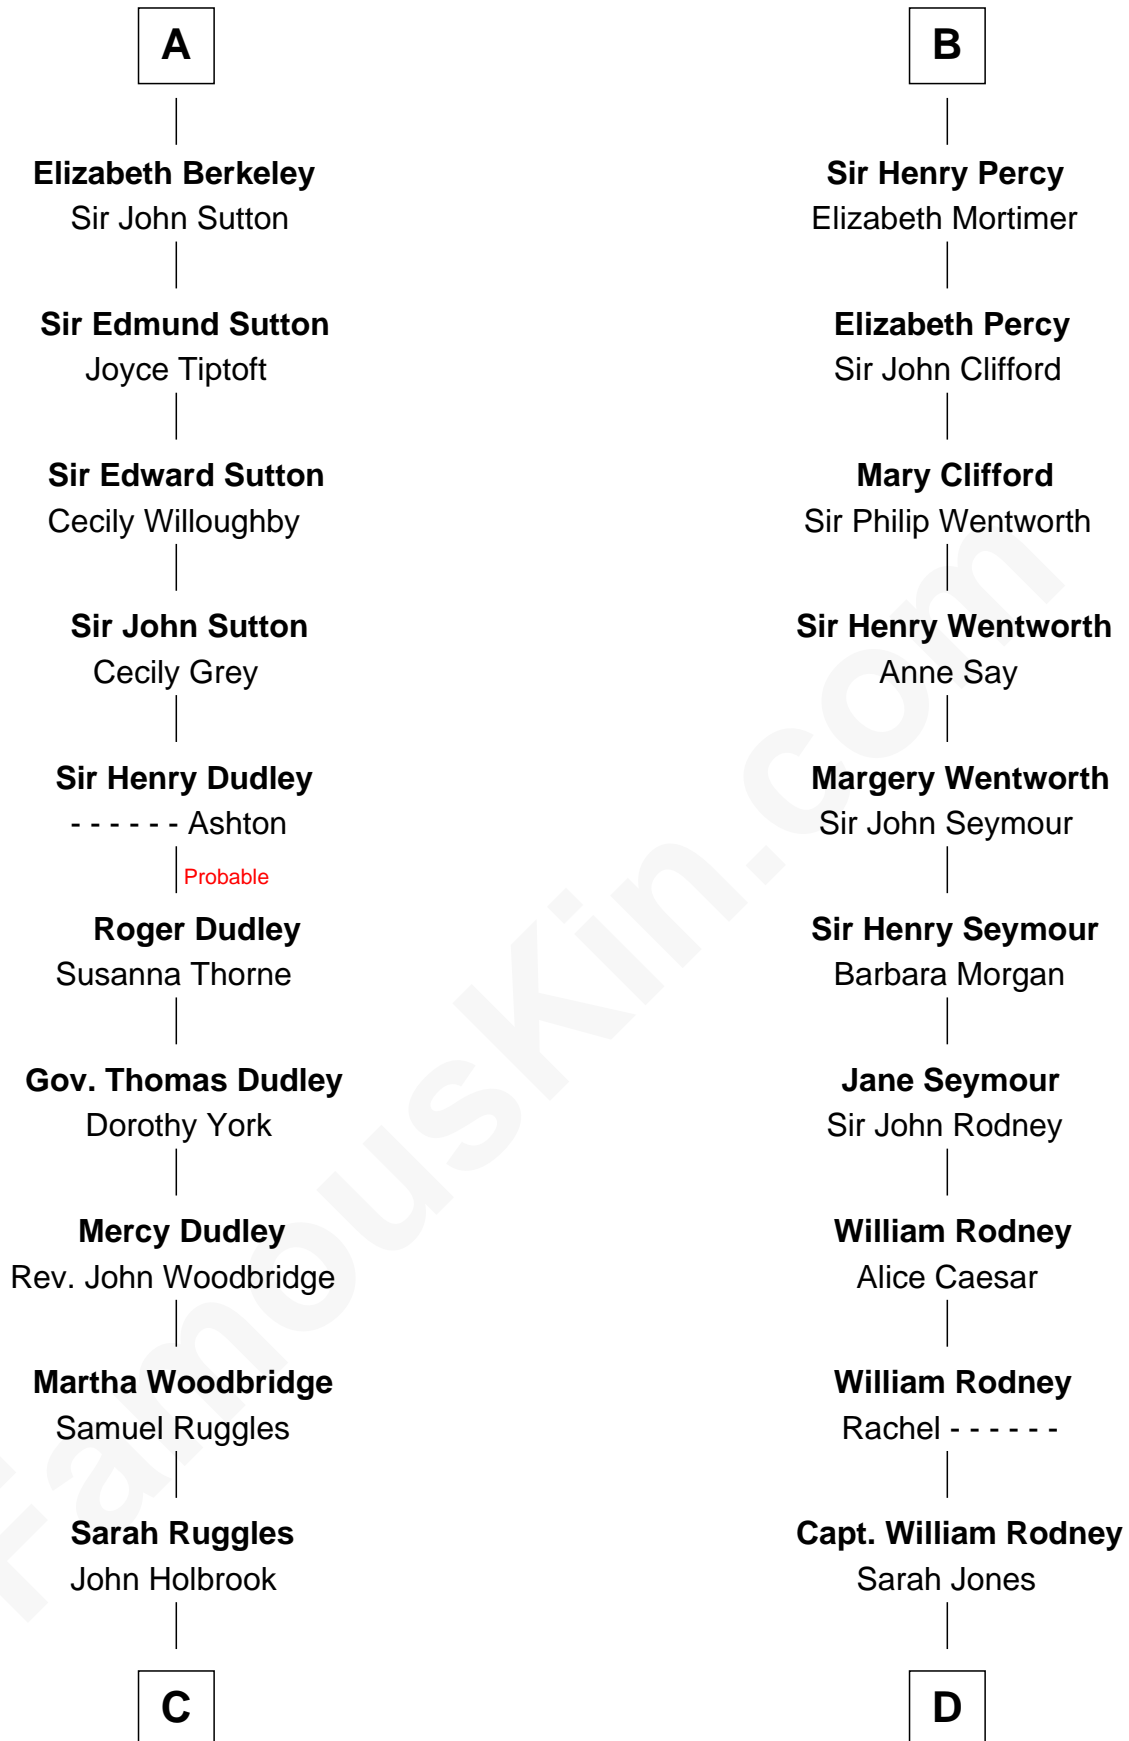 A
Elizabeth Berkeley
Sir John Sutton
Sir Edmund Sutton
Joyce Tiptoft
Sir Edward Sutton
Cecily Willoughby
Sir John Sutton
Cecily Grey
Sir Henry Dudley
- - - - - - Ashton
Probable
Roger Dudley
Susanna Thorne
Gov. Thomas Dudley
Dorothy York
Mercy Dudley
Rev. John Woodbridge
Martha Woodbridge
Samuel Ruggles
Sarah Ruggles
John Holbrook
C
B
Sir Henry Percy
Elizabeth Mortimer
Elizabeth Percy
Sir John Clifford
Mary Clifford
Sir Philip Wentworth
Sir Henry Wentworth
Anne Say
Margery Wentworth
Sir John Seymour
Sir Henry Seymour
Barbara Morgan
Jane Seymour
Sir John Rodney
William Rodney
Alice Caesar
William Rodney
Rachel - - - - - -
Capt. William Rodney
Sarah Jones
D
FamousKin.com